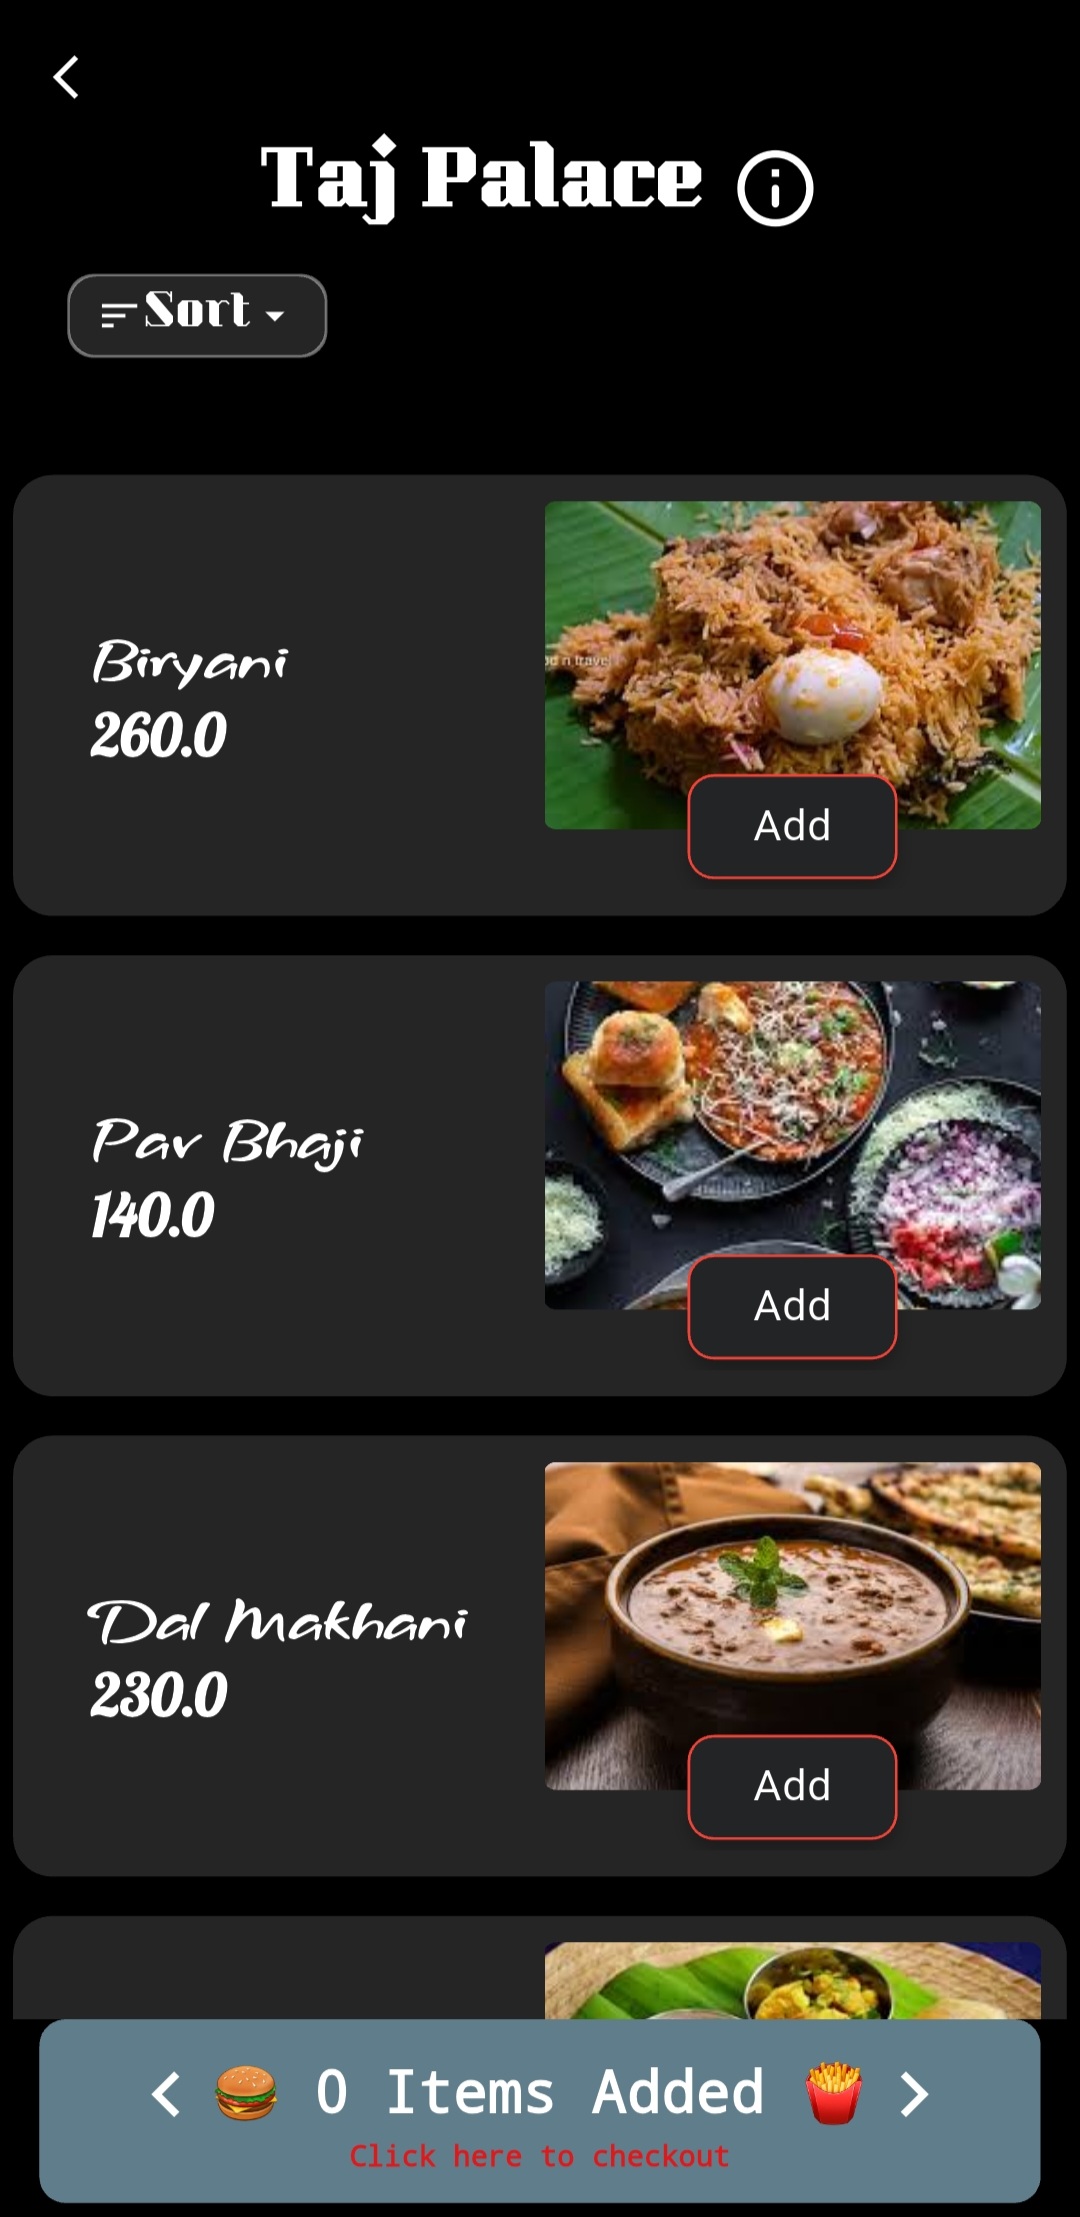 Taj Palace
Sort
Biryani
260.0
Add
Pav Bhaji
140.0
Add
Dal Makhani
230.0
Add
0 Items Added
Click here to checkout